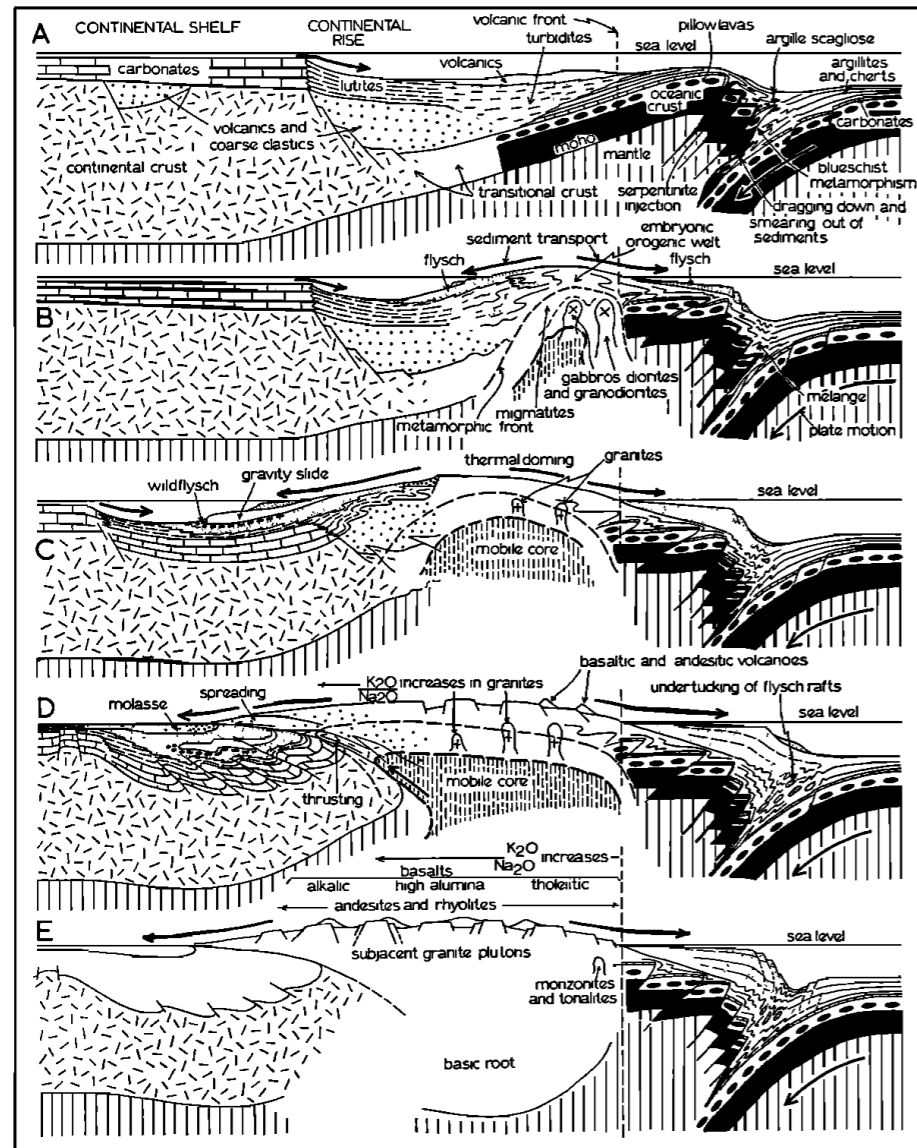 A
CONTINENTAL SHELF
CONTINENTAL
RISE
volcanic front
turbidites
pillow lavas
sea level
argille scagliose
carbonates
volcanics
argillites
and cherts
lutites
oceanic
crust
carbonates
volcanics and
coarse clastics
moho
mantle
continental crust
transitional crust
serpentinite
injection
blueschist
metamorphism
dragging down and
smearing out of
sediments
B
sediment transport
embryonic
orogenic welt
flysch
flysch
sea level
gabbros diorites
and granodiorites
migmatites
metamorphic front
mélange
plate motion
C
wildflysch
gravity slide
thermal doming
granites
sea level
mobile core
D
molasse
spreading
K2O
Na2O
increases in granites
basaltic and andesitic volcanoes
undertucking of flysch rafts
sea level
thrusting
mobile core
K2O
Na2O
increases
basalts
alkalic
high alumina
tholeiitic
andesites and rhyolites
E
subjacent granite plutons
sea level
monzonites
and tonalites
basic root